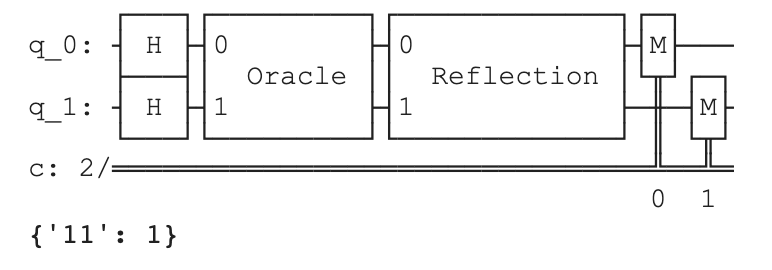 q_0: H 0 0 M
Oracle Reflection
q_1: H 1 1 M
c: 2/
0 1
{'11': 1}